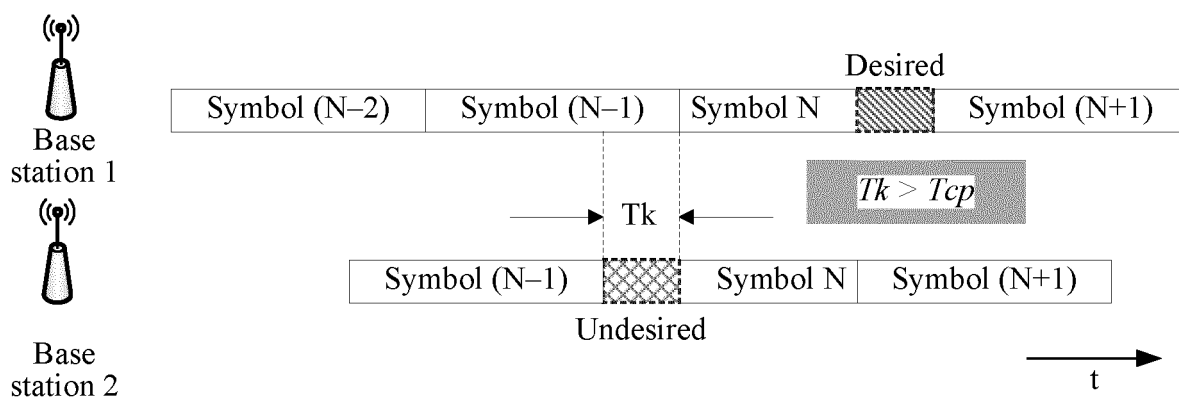 Desired
Symbol (N–2) Symbol (N–1) Symbol N Symbol (N+1)
Base
station 1
Tk > Tcp
Tk
Symbol (N–1) Symbol N Symbol (N+1)
Undesired
Base
station 2
t